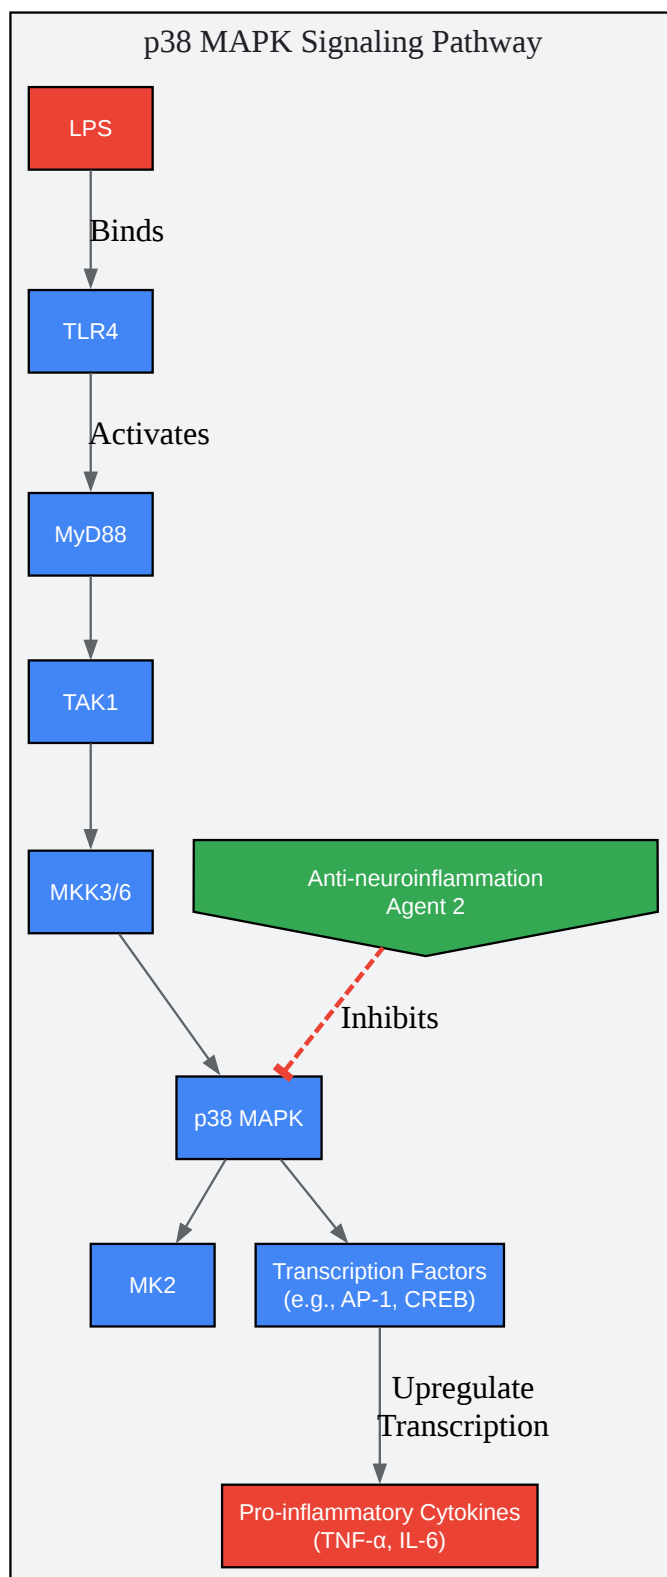 p38 MAPK Signaling Pathway
LPS
Binds
TLR4
Activates
MyD88
TAK1
MKK3/6
Anti-neuroinflammation
Agent 2
Inhibits
p38 MAPK
MK2
Transcription Factors
(e.g., AP-1, CREB)
Upregulate
Transcription
Pro-inflammatory Cytokines
(TNF-α, IL-6)